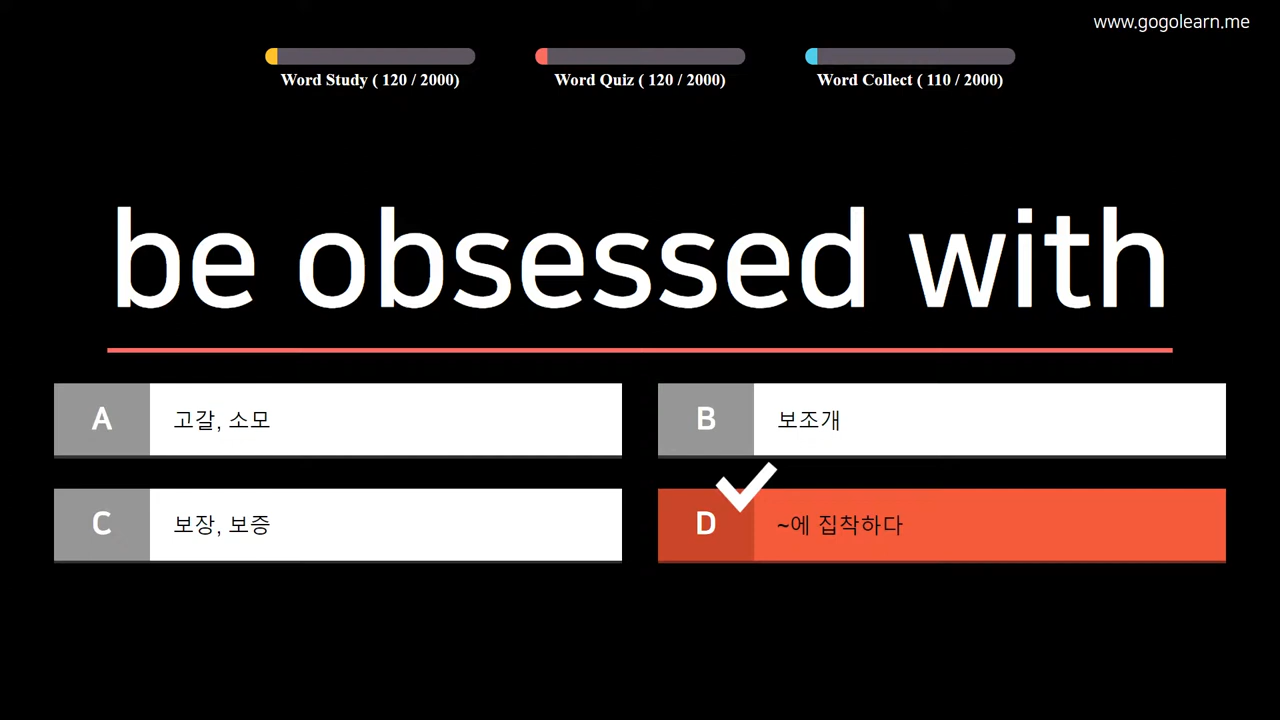 www.gogolearn.me
Word Study ( 120 / 2000)
Word Quiz ( 120 / 2000)
Word Collect ( 110 / 2000)
be obsessed with
A 고갈, 소모
B 보조개
C 보장, 보증
D ~에 집착하다